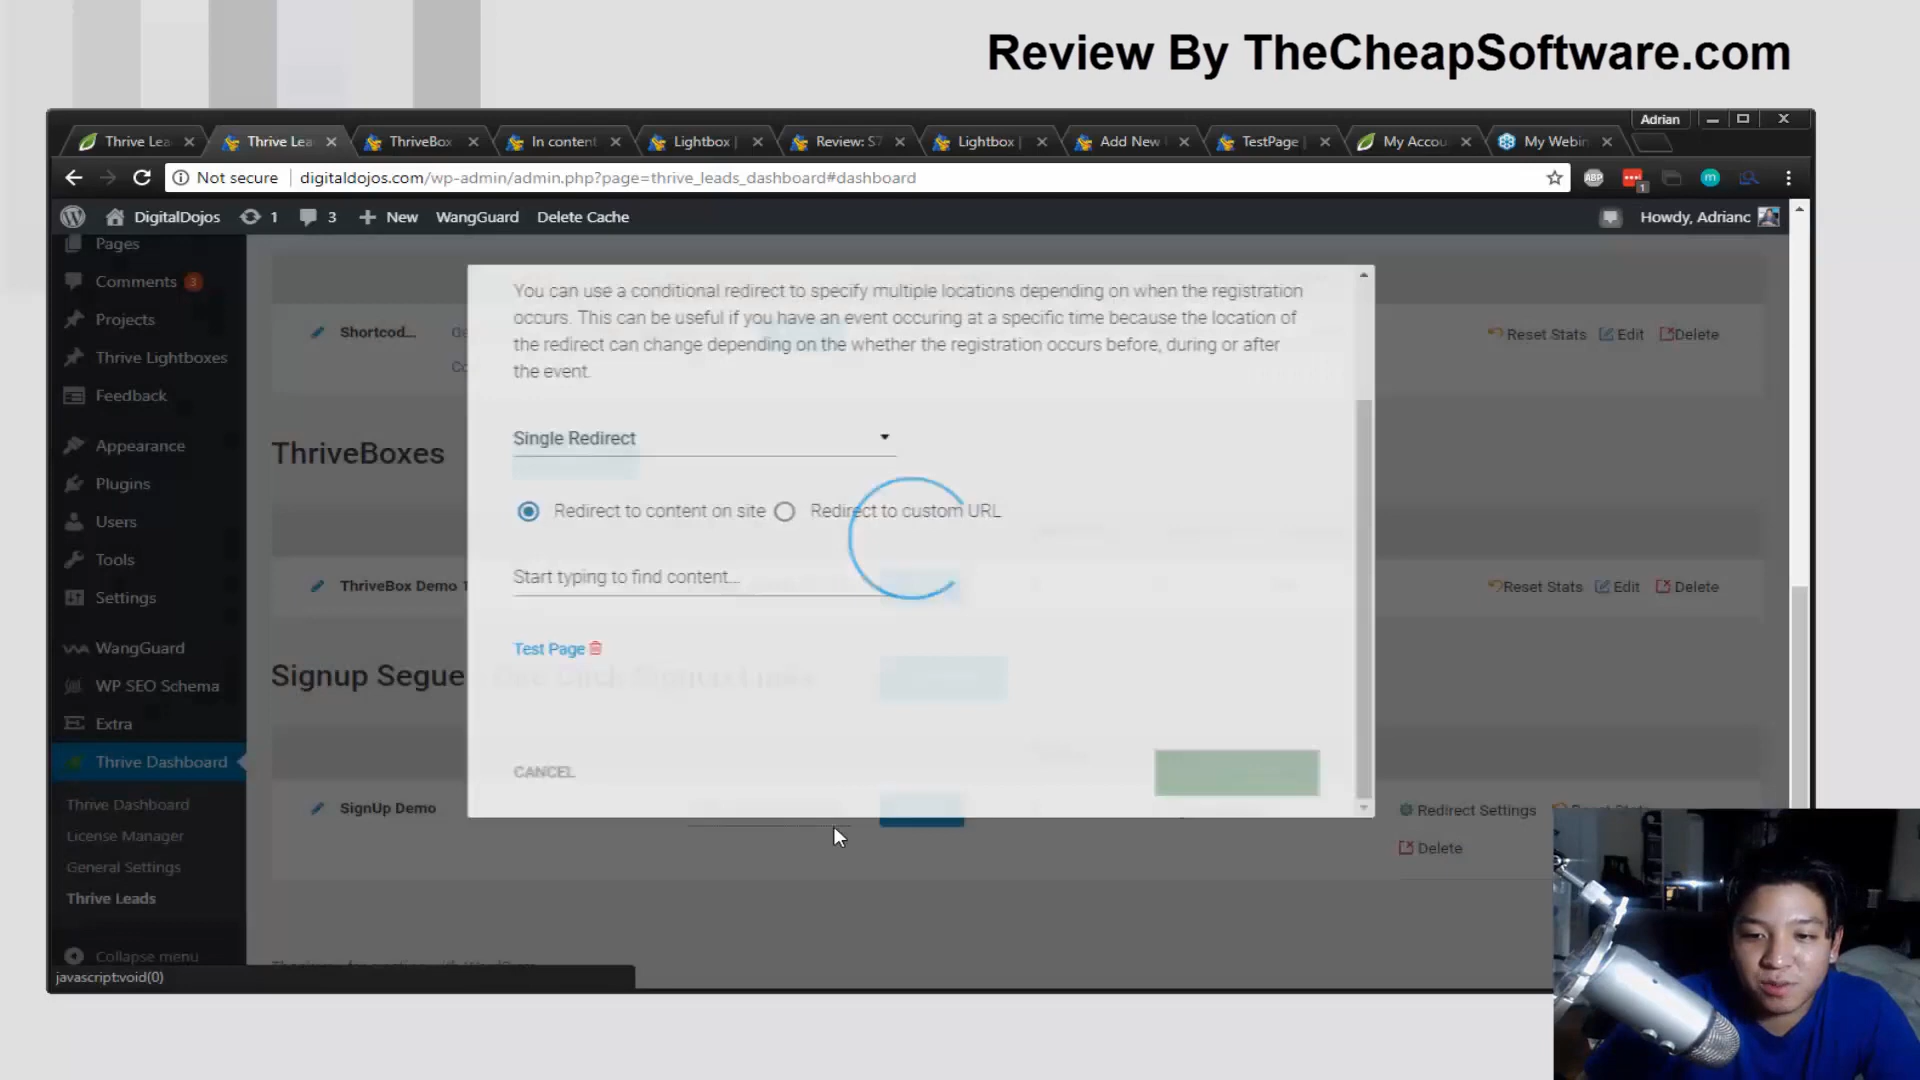 Review By TheCheapSoftware.com
Adrian
Thrive Lea
Thrive Lea
ThriveBox
In content
Lightbox |
Review: S7
Lightbox |
Add New
TestPage |
My Accou
My Webin
Not secure
digitaldojos.com/wp-admin/admin.php?page=thrive_leads_dashboard#dashboard
ABP
1
m
DigitalDojos
1
3
New
WangGuard
Delete Cache
Howdy, Adrianc
Pages
Comments 3
Projects
Thrive Lightboxes
Feedback
Appearance
Plugins
Users
Tools
Settings
WangGuard
WP SEO Schema
Extra
Thrive Dashboard
Thrive Dashboard
License Manager
General Settings
Thrive Leads
Collapse menu
javascript:void(0)
Shortcod...
Reset Stats Edit Delete
ThriveBoxes
ThriveBox Demo 1
Reset Stats Edit Delete
Signup Segue
SignUp Demo
Redirect Settings
Delete
You can use a conditional redirect to specify multiple locations depending on when the registration
occurs. This can be useful if you have an event occuring at a specific time because the location of
the redirect can change depending on the whether the registration occurs before, during or after
the event.
Single Redirect
Redirect to content on site
Redirect to custom URL
Start typing to find content...
Test Page
CANCEL